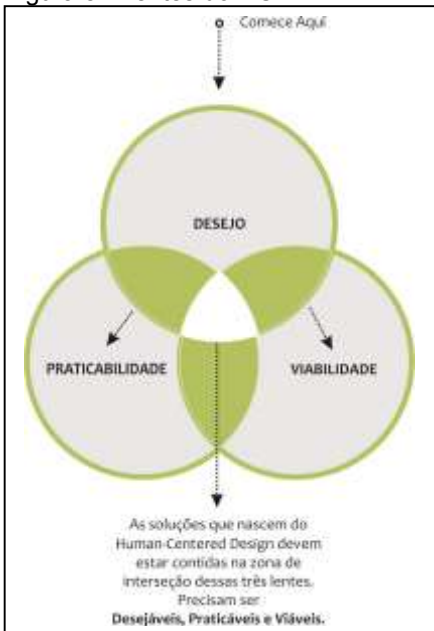 Comece Aqui
DESEJO
PRATICABILIDADE
VIABILIDADE
As soluções que nascem do
Human-Centered Design devem
estar contidas na zona de
interseção dessas três lentes.
Precisam ser
Desejáveis, Praticáveis e Viáveis.